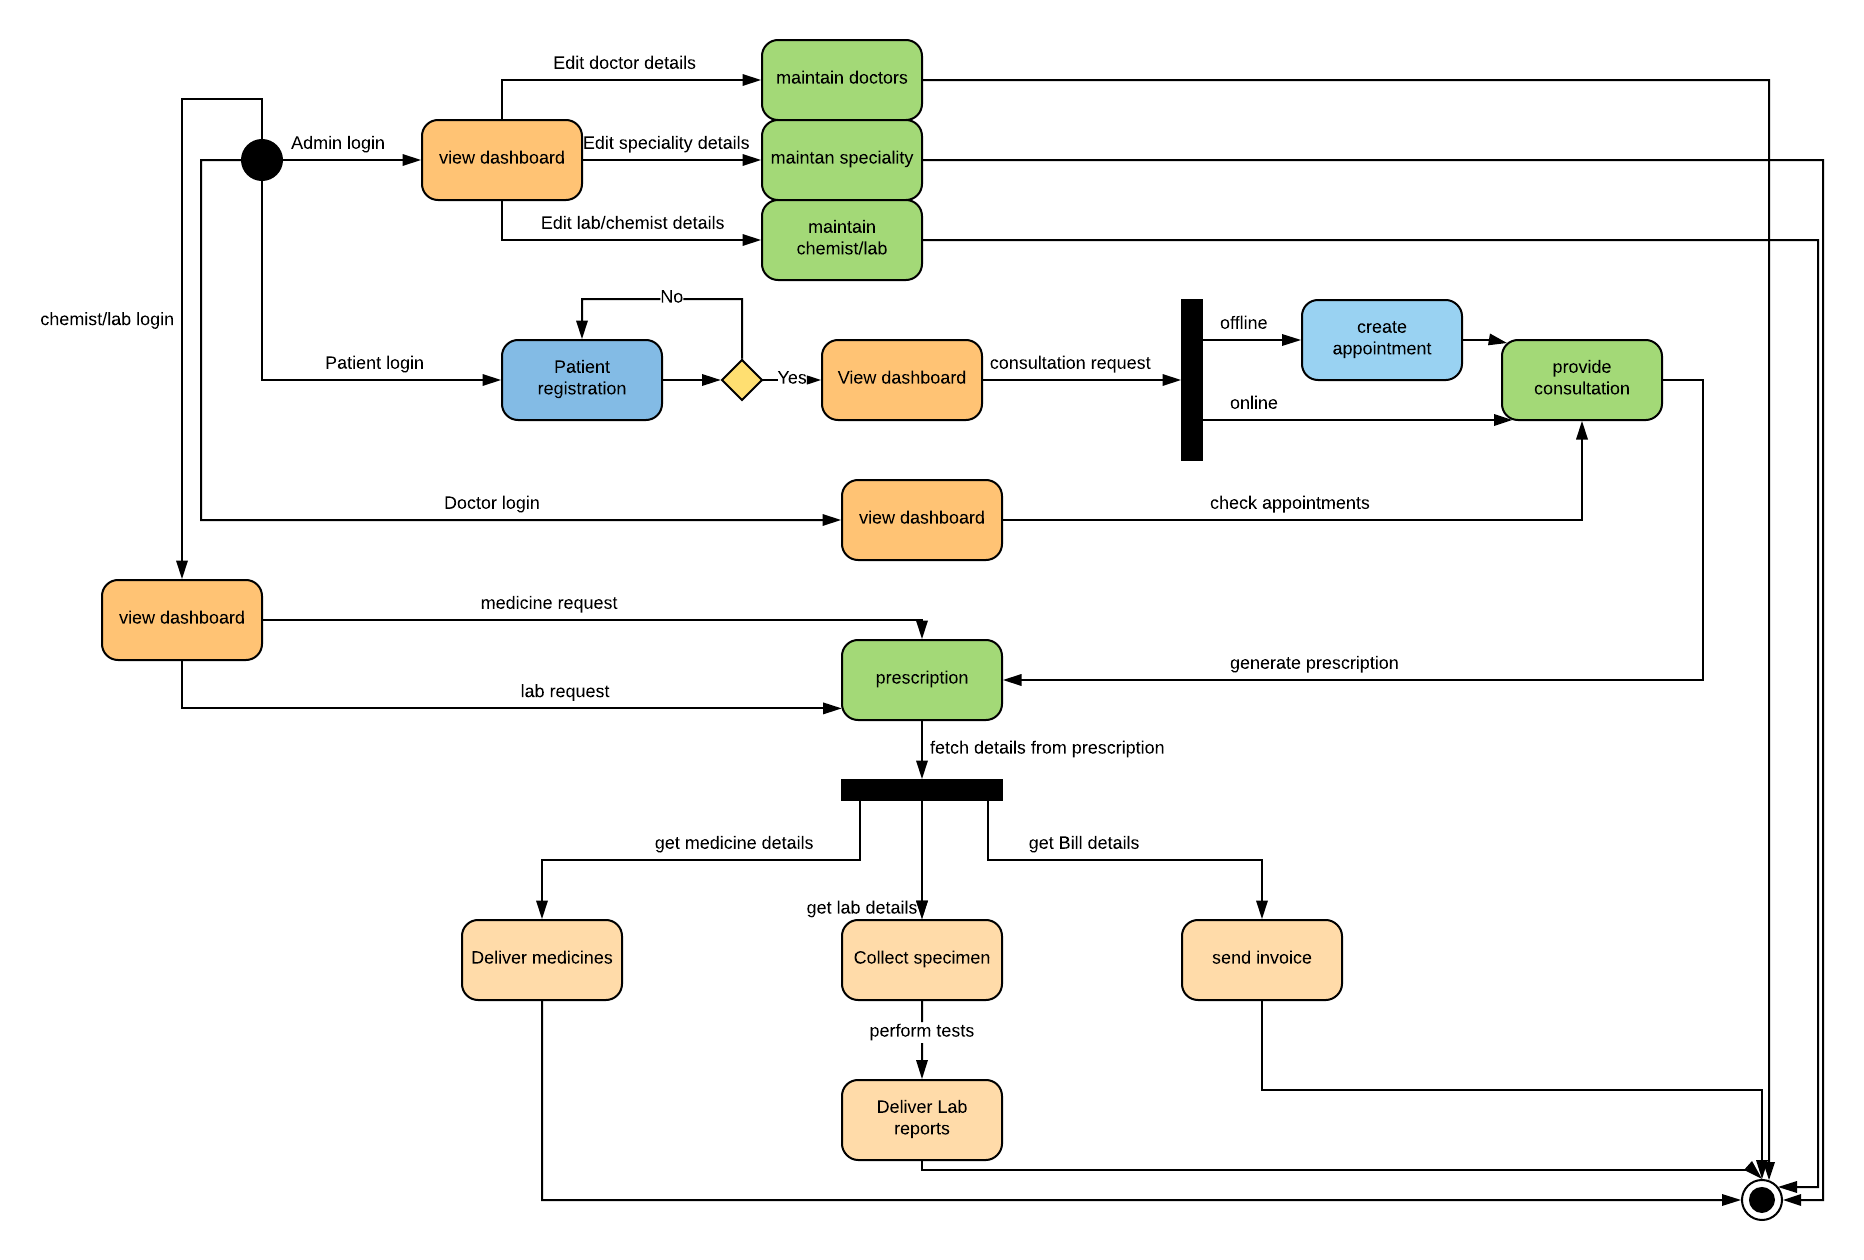 Edit doctor details
maintain doctors
Admin login
view dashboard
Edit speciality details
maintan speciality
Edit lab/chemist details
maintain
chemist/lab
chemist/lab login
No
Patient login
Patient
registration
Yes
View dashboard
consultation request
offline
create
appointment
online
provide
consultation
Doctor login
view dashboard
check appointments
view dashboard
medicine request
lab request
prescription
generate prescription
fetch details from prescription
get medicine details
get Bill details
get lab details
Deliver medicines
Collect specimen
send invoice
perform tests
Deliver Lab
reports